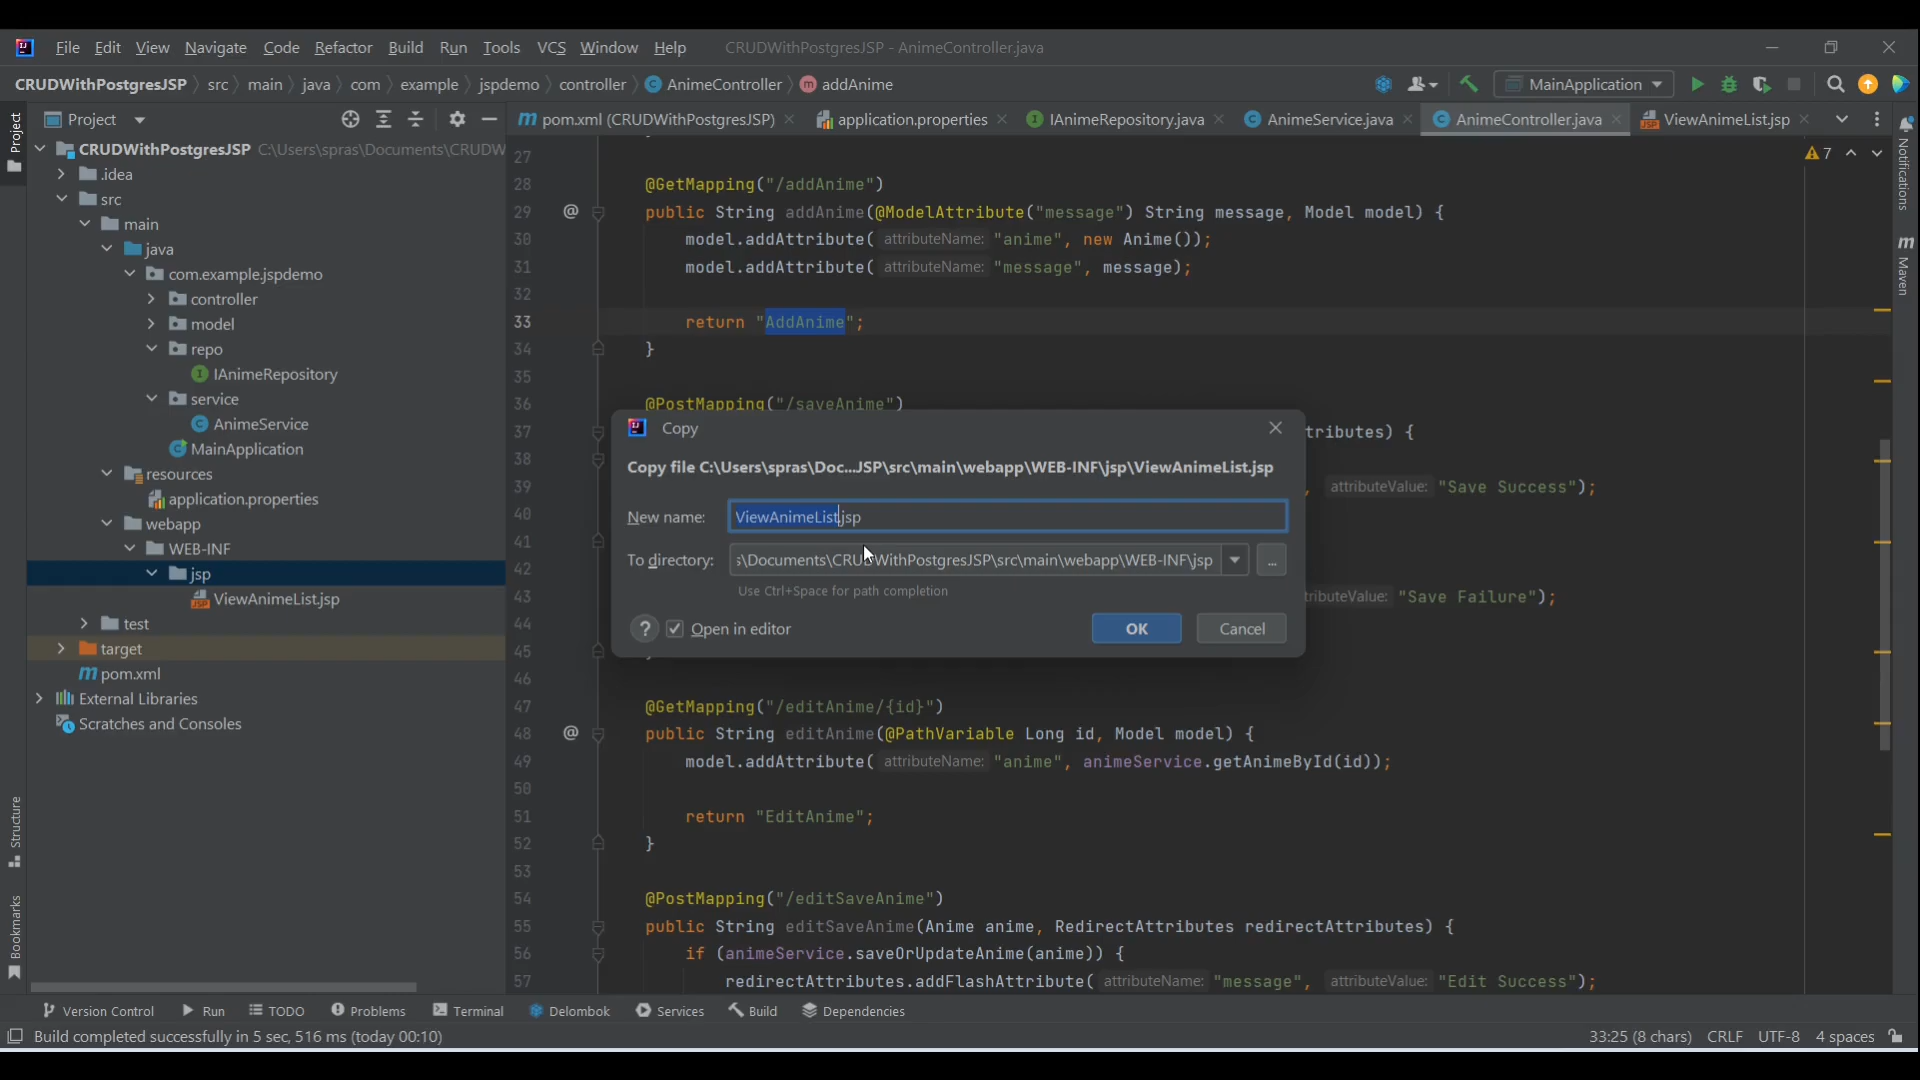 File Edit View Navigate Code Refactor Build Run Tools VCS Window Help CRUDWithPostgresJSP - AnimeController.java
CRUDWithPostgresJSP src main java com example jspdemo controller AnimeController addAnime MainApplication
Project
pom.xml (CRUDWithPostgresJSP) application.properties IAnimeRepository.java AnimeService.java AnimeController.java ViewAnimeList.jsp
Project
CRUDWithPostgresJSP C:\Users\spras\Documents\CRUDW
.idea
src
main
java
com.example.jspdemo
controller
model
repo
IAnimeRepository
service
AnimeService
MainApplication
resources
application.properties
webapp
WEB-INF
jsp
ViewAnimeList.jsp
test
target
pom.xml
External Libraries
Scratches and Consoles
Structure
Bookmarks
7
27
28 @GetMapping("/addAnime")
29 @ public String addAnime(@ModelAttribute("message") String message, Model model) {
30 model.addAttribute( attributeName: "anime", new Anime());
31 model.addAttribute( attributeName: "message", message);
32
33 return "AddAnime";
34 }
35
36 @PostMapping("/saveAnime")
37 tributes) {
38
39 , attributeValue: "Save Success");
40
41
42
43 tributeValue: "Save Failure");
44
45
46
47 @GetMapping("/editAnime/{id}")
48 @ public String editAnime(@PathVariable Long id, Model model) {
49 model.addAttribute( attributeName: "anime", animeService.getAnimeById(id));
50
51 return "EditAnime";
52 }
53
54 @PostMapping("/editSaveAnime")
55 public String editSaveAnime(Anime anime, RedirectAttributes redirectAttributes) {
56 if (animeService.saveOrUpdateAnime(anime)) {
57 redirectAttributes.addFlashAttribute( attributeName: "message", attributeValue: "Edit Success");
Copy
Copy file C:\Users\spras\Doc...JSP\src\main\webapp\WEB-INF\jsp\ViewAnimeList.jsp
New name: ViewAnimeList.jsp
To directory: s\Documents\CRUDWithPostgresJSP\src\main\webapp\WEB-INF\jsp ...
Use Ctrl+Space for path completion
? Open in editor OK Cancel
Notifications
m Maven
Version Control Run TODO Problems Terminal Delombok Services Build Dependencies
Build completed successfully in 5 sec, 516 ms (today 00:10) 33:25 (8 chars) CRLF UTF-8 4 spaces